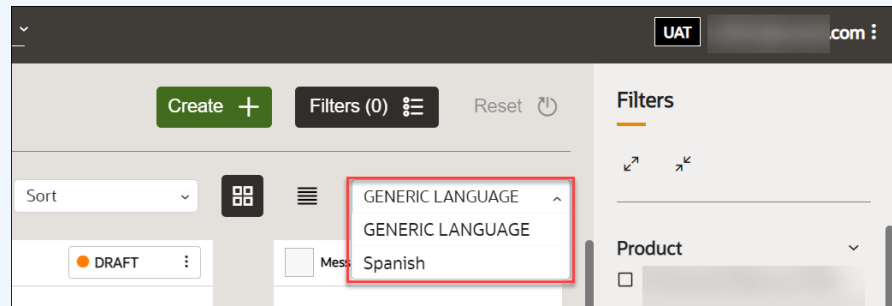 UAT
.com
Create
Filters (0)
Reset
Filters
Sort
GENERIC LANGUAGE
GENERIC LANGUAGE
Spanish
DRAFT
Mess
Product